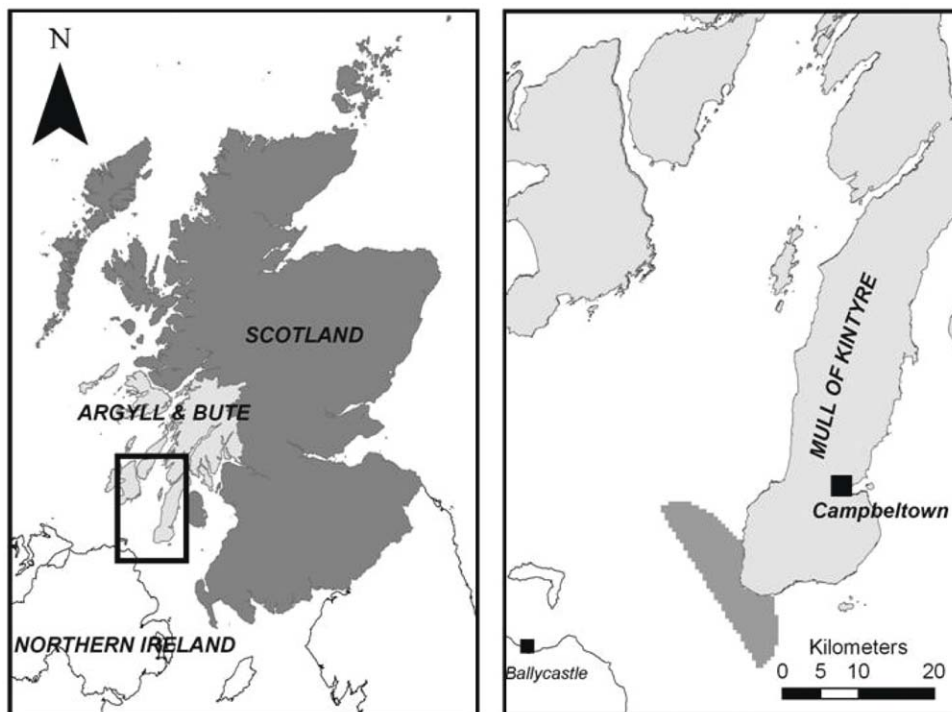 N
SCOTLAND
ARGYLL & BUTE
NORTHERN IRELAND
MULL OF KINTYRE
Campbeltown
Ballycastle
Kilometers
0 5 10 20